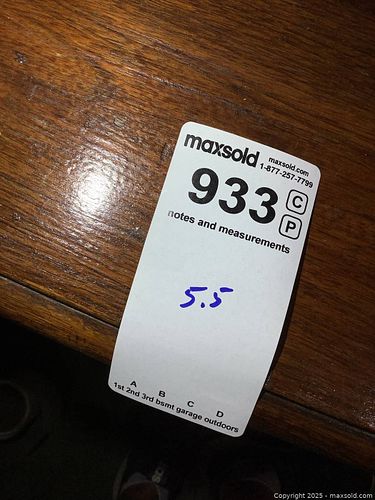 maxsold maxsold.com
1-877-257-7799
933 C
P
notes and measurements
5.5
A B C D
1st 2nd 3rd bsmt garage outdoors
Copyright 2025 - maxsold.com